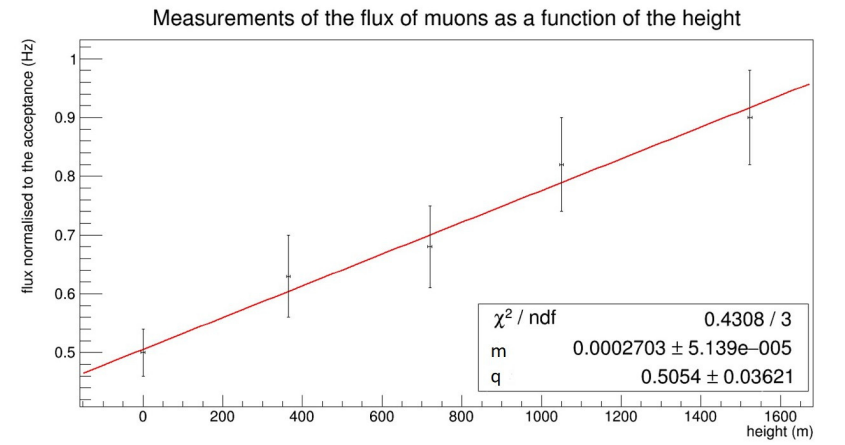 Measurements of the flux of muons as a function of the height
flux normalised to the acceptance (Hz)
1
0.9
0.8
0.7
0.6
0.5
χ² / ndf 0.4308 / 3
m 0.0002703 ± 5.139e−005
q 0.5054 ± 0.03621
0 200 400 600 800 1000 1200 1400 1600
height (m)